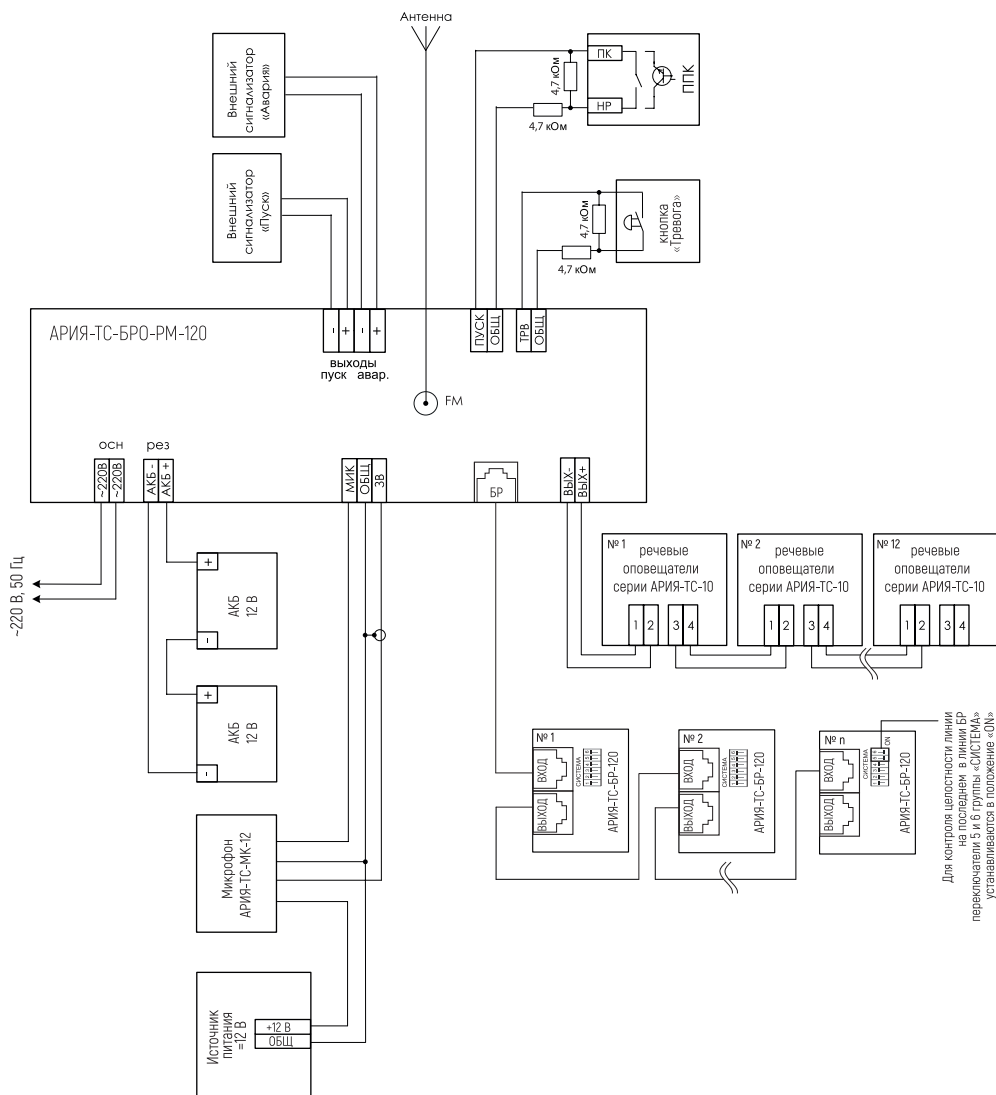 Антенна
Внешний
сигнализатор
«Авария»
Внешний
сигнализатор
«Пуск»
ПК
НР
ППК
4,7 кОм
4,7 кОм
кнопка
«Тревога»
4,7 кОм
4,7 кОм
АРИЯ-ТС-БРО-РМ-120
-
+
-
+
выходы
пуск авар.
ПУСК
ОБЩ
ТРВ
ОБЩ
FM
осн
рез
~220В
~220В
АКБ -
АКБ +
МИК
ОБЩ
ЗВ
БР
ВЫХ-
ВЫХ+
~220 В, 50 Гц
+
АКБ
12 В
-
+
АКБ
12 В
-
№ 1
речевые
оповещатели
серии АРИЯ-ТС-10
1 2 3 4
№ 2
речевые
оповещатели
серии АРИЯ-ТС-10
1 2 3 4
№ 12
речевые
оповещатели
серии АРИЯ-ТС-10
1 2 3 4
№ 1
ВХОД
ВЫХОД
СИСТЕМА
АРИЯ-ТС-БР-120
№ 2
ВХОД
ВЫХОД
СИСТЕМА
АРИЯ-ТС-БР-120
№ n
ВХОД
ВЫХОД
СИСТЕМА
ON
АРИЯ-ТС-БР-120
Для контроля целостности линии
на последнем в линии БР
переключатели 5 и 6 группы «СИСТЕМА»
устанавливаются в положение «ON»
Микрофон
АРИЯ-ТС-МК-12
Источник
питания
=12 В
+12 В
ОБЩ